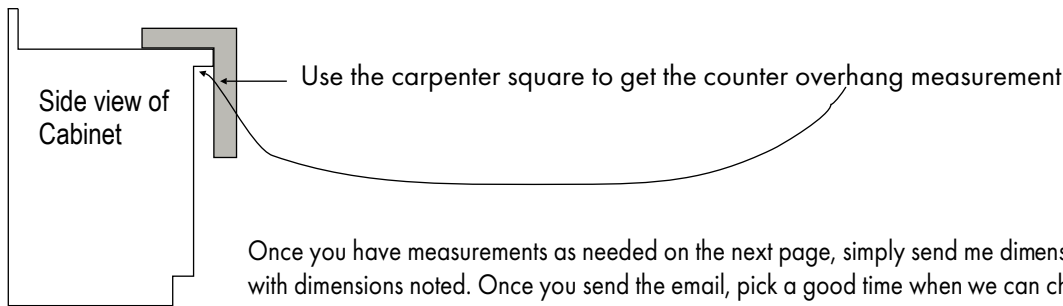 Use the carpenter square to get the counter overhang measurement
Side view of
Cabinet
Once you have measurements as needed on the next page, simply send me
with dimensions noted. Once you send the email, pick a good time when we can